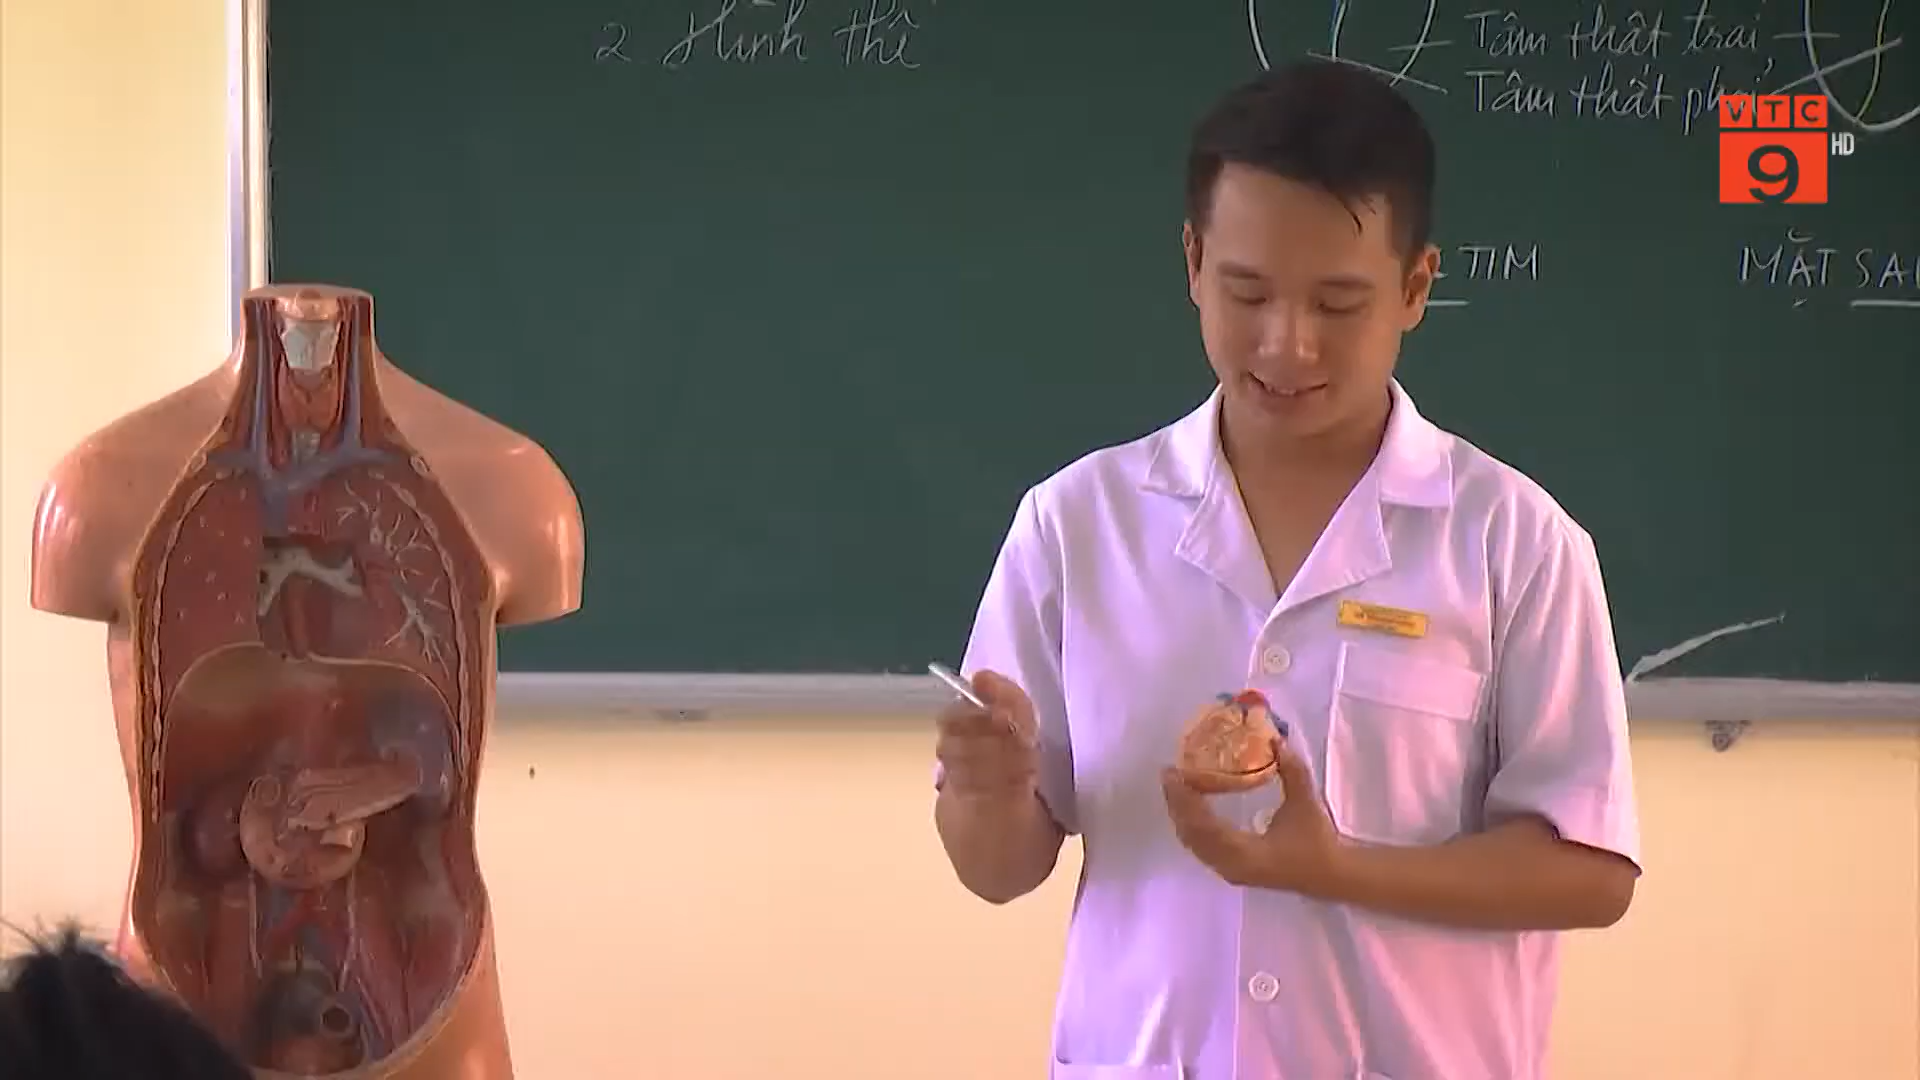 2. Hình thể
Tâm thất trái
Tâm thất phải
VTC
9
HD
TIM
MẶT SAU